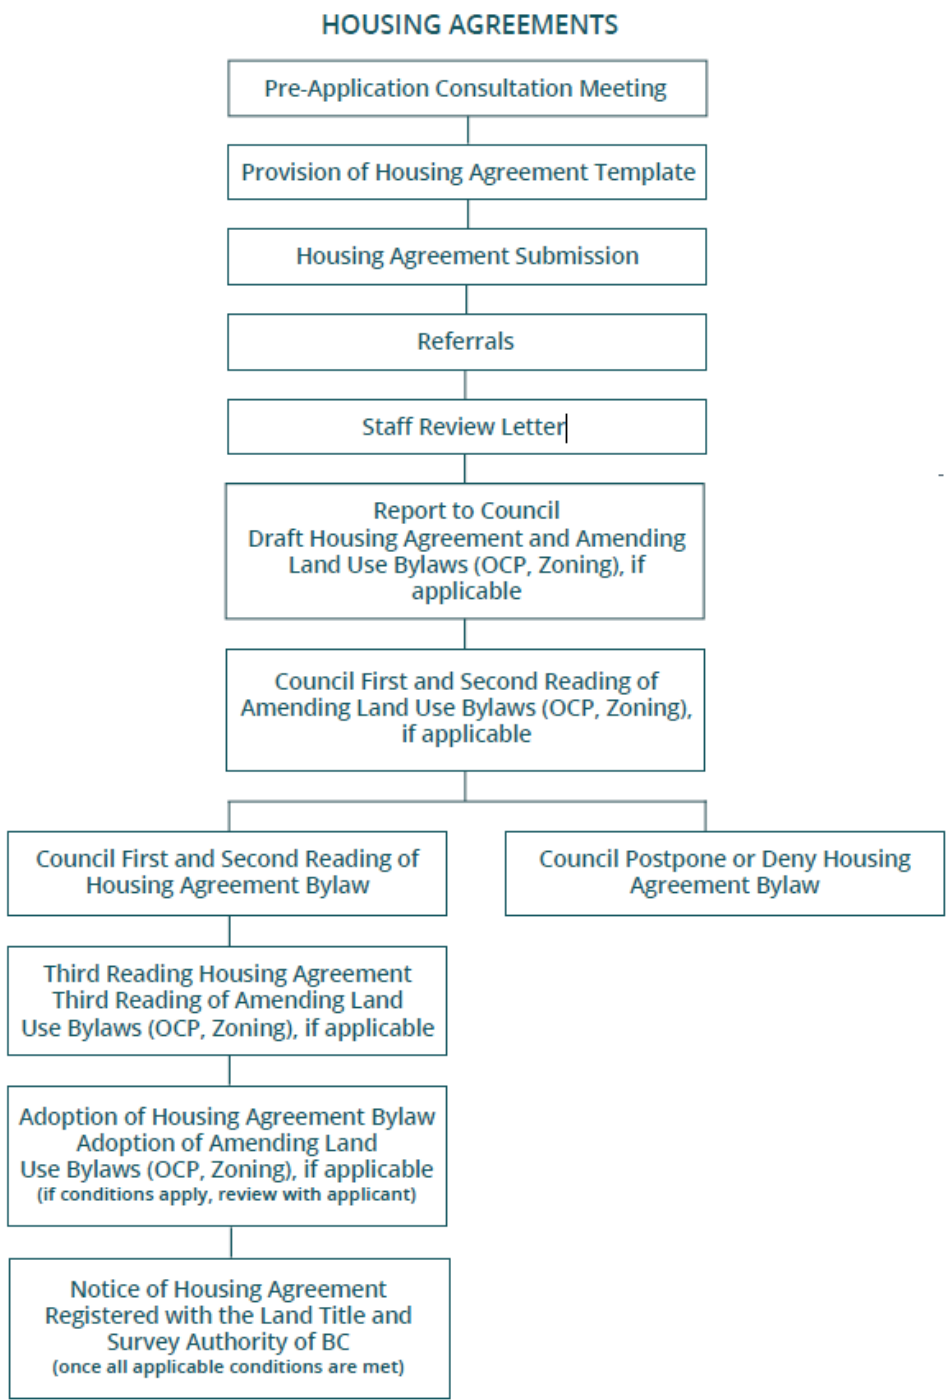 HOUSING AGREEMENTS
Pre-Application Consultation Meeting
Provision of Housing Agreement Template
Housing Agreement Submission
Referrals
Staff Review Letter
Report to Council
Draft Housing Agreement and Amending
Land Use Bylaws (OCP, Zoning), if
applicable
Council First and Second Reading of
Amending Land Use Bylaws (OCP, Zoning),
if applicable
Council First and Second Reading of
Housing Agreement Bylaw
Council Postpone or Deny Housing
Agreement Bylaw
Third Reading Housing Agreement
Third Reading of Amending Land
Use Bylaws (OCP, Zoning), if applicable
Adoption of Housing Agreement Bylaw
Adoption of Amending Land
Use Bylaws (OCP, Zoning), if applicable
(if conditions apply, review with applicant)
Notice of Housing Agreement
Registered with the Land Title and
Survey Authority of BC
(once all applicable conditions are met)